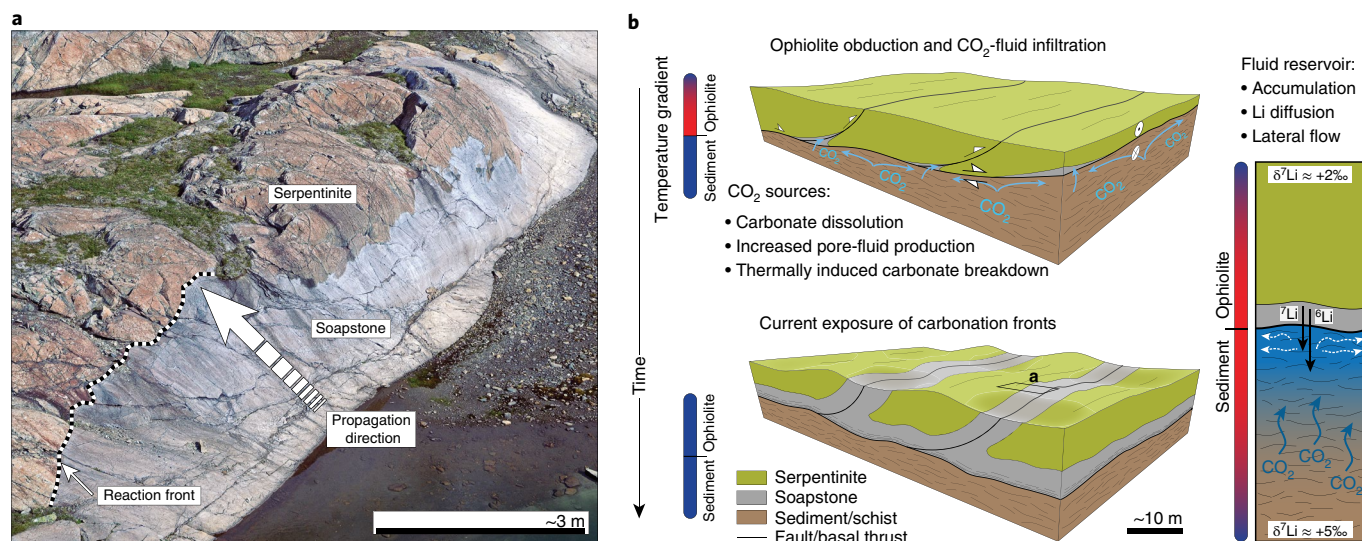 a
Serpentinite
Soapstone
Propagation
direction
Reaction front
~3 m
b
Ophiolite obduction and CO₂-fluid infiltration
Temperature gradient
Ophiolite
Sediment
CO₂
CO₂
CO₂
CO₂
CO₂
CO₂
CO₂ sources:
• Carbonate dissolution
• Increased pore-fluid production
• Thermally induced carbonate breakdown
Time
Current exposure of carbonation fronts
a
Ophiolite
Sediment
Serpentinite
Soapstone
Sediment/schist
Fault/basal thrust
~10 m
Fluid reservoir:
• Accumulation
• Li diffusion
• Lateral flow
δ⁷Li ≈ +2‰
Ophiolite
⁷Li
⁶Li
Sediment
CO₂
CO₂
CO₂
δ⁷Li ≈ +5‰